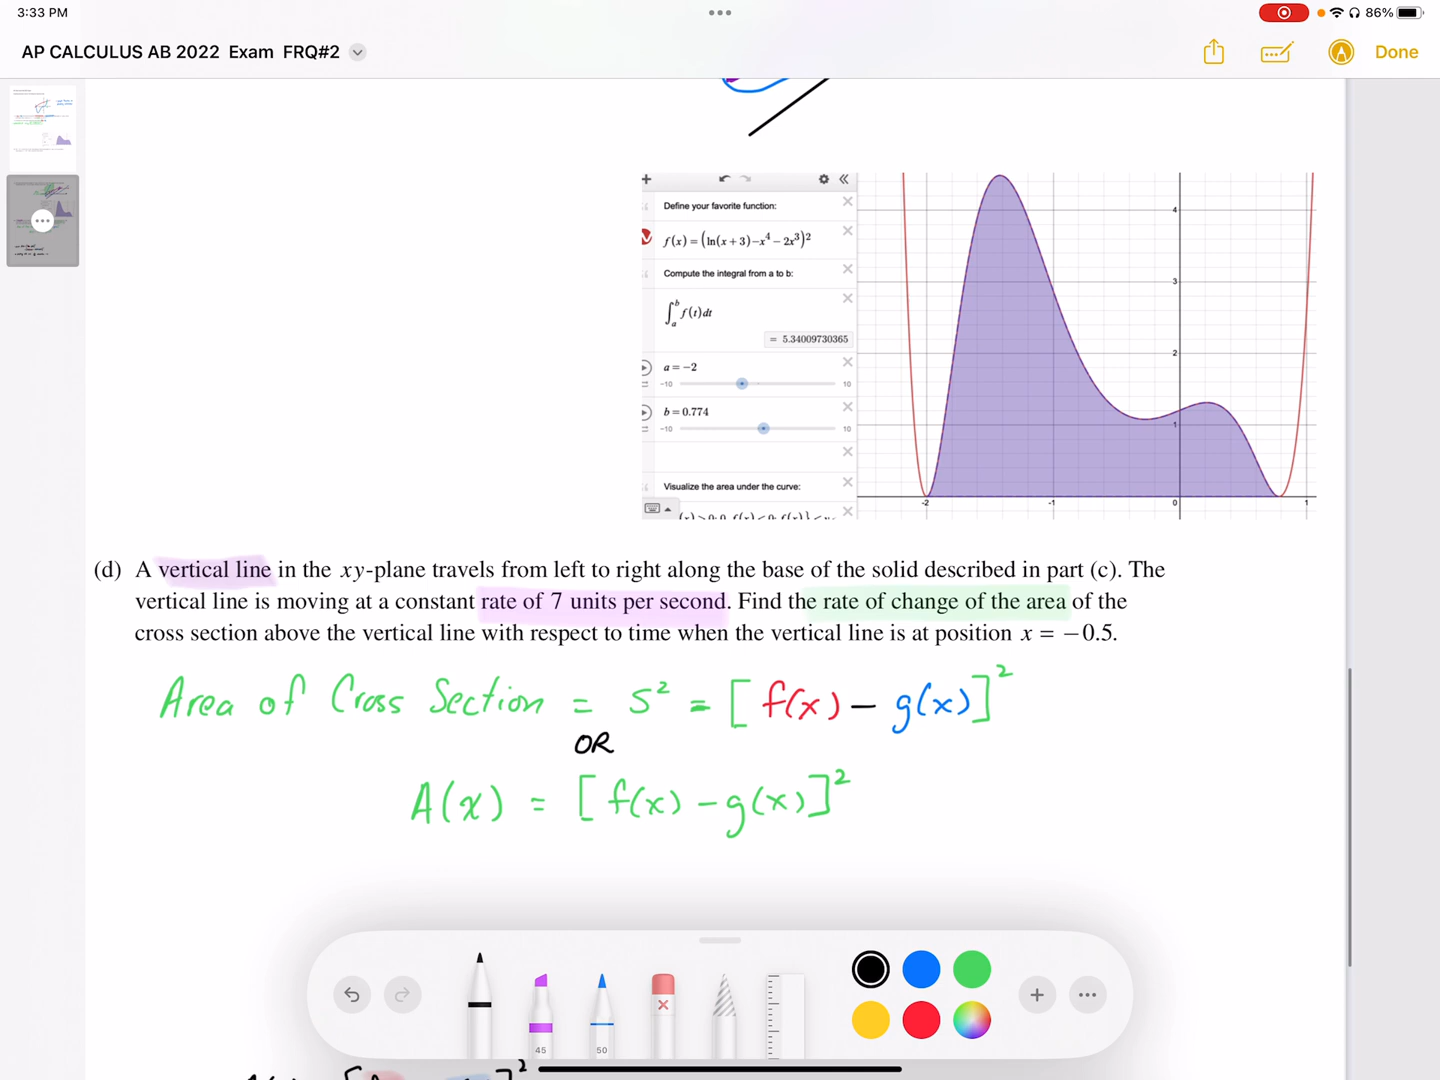 3:33 PM
86%
AP CALCULUS AB 2022 Exam FRQ#2
Done
Define your favorite function:
f(x) = (ln(x + 3) − x⁴ − 2x³)2
Compute the integral from a to b:
∫ₐᵇ f(t)dt
= 5.34009730365
a = −2
-10 10
b = 0.774
-10 10
Visualize the area under the curve:
4
3
2
1
-2 -1 0 1
(d) A vertical line in the xy-plane travels from left to right along the base of the solid described in part (c). The
vertical line is moving at a constant rate of 7 units per second. Find the rate of change of the area of the
cross section above the vertical line with respect to time when the vertical line is at position x = −0.5.
Area of Cross Section = S² = [f(x) − g(x)]²
OR
A(x) = [f(x) − g(x)]²
45 50